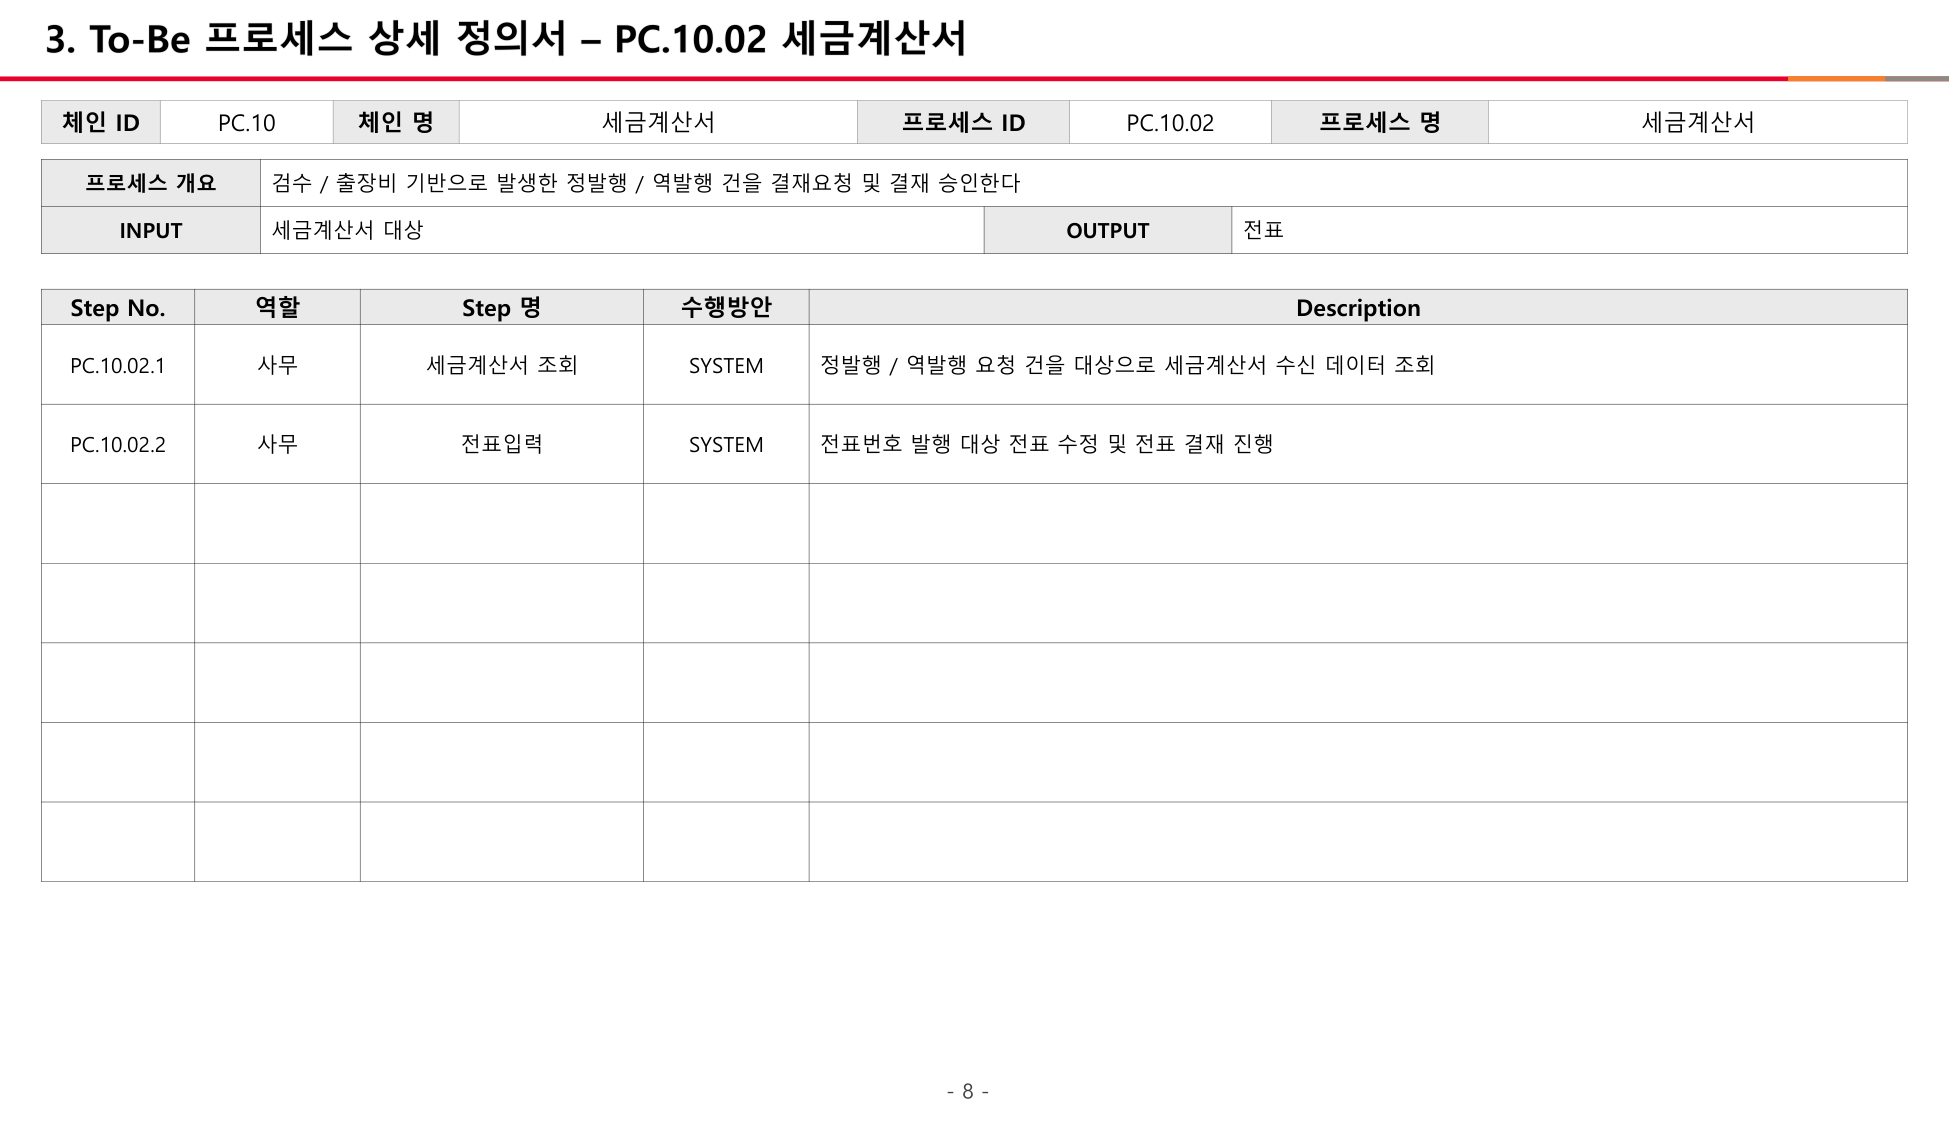 3. To-Be 프로세스 상세 정의서 – PC.10.02 세금계산서
체인 ID PC.10 체인 명 세금계산서 프로세스 ID PC.10.02 프로세스 명 세금계산서
프로세스 개요 검수 / 출장비 기반으로 발생한 정발행 / 역발행 건을 결재요청 및 결재 승인한다
INPUT 세금계산서 대상 OUTPUT 전표
Step No. 역할 Step 명 수행방안 Description
PC.10.02.1 사무 세금계산서 조회 SYSTEM 정발행 / 역발행 요청 건을 대상으로 세금계산서 수신 데이터 조회
PC.10.02.2 사무 전표입력 SYSTEM 전표번호 발행 대상 전표 수정 및 전표 결재 진행
- 8 -